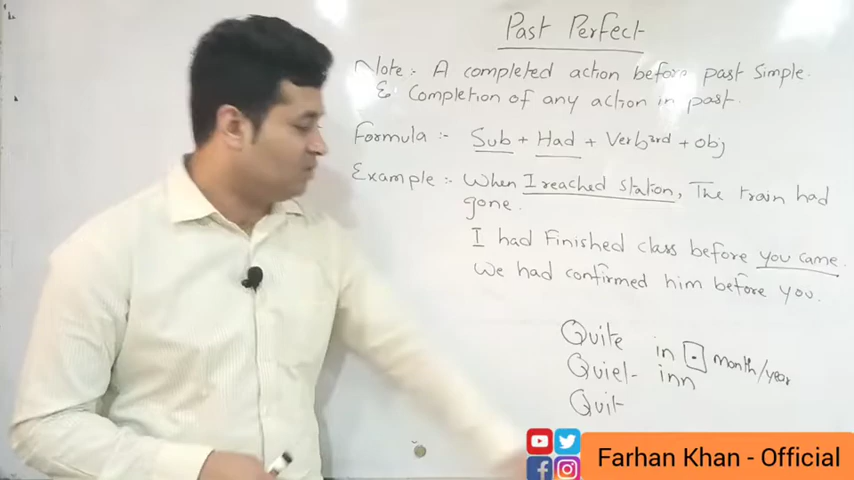 Past Perfect
Note:- A completed action before past simple.
& Completion of any action in past.
Formula:- Sub + Had + Verb 3rd + obj
Example:- When I reached station, The train had
gone.
I had Finished class before you came.
We had confirmed him before you.
Quite
in month/year
Quiet- inn
Quit
Farhan Khan - Official